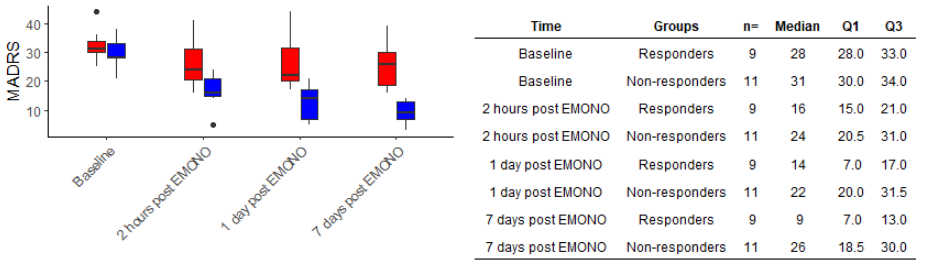 MADRS
40
30
20
10
Baseline
2 hours post EMONO
1 day post EMONO
7 days post EMONO
Time Groups n= Median Q1 Q3
Baseline Responders 9 28 28.0 33.0
Baseline Non-responders 11 31 30.0 34.0
2 hours post EMONO Responders 9 16 15.0 21.0
2 hours post EMONO Non-responders 11 24 20.5 31.0
1 day post EMONO Responders 9 14 7.0 17.0
1 day post EMONO Non-responders 11 22 20.0 31.5
7 days post EMONO Responders 9 9 7.0 13.0
7 days post EMONO Non-responders 11 26 18.5 30.0